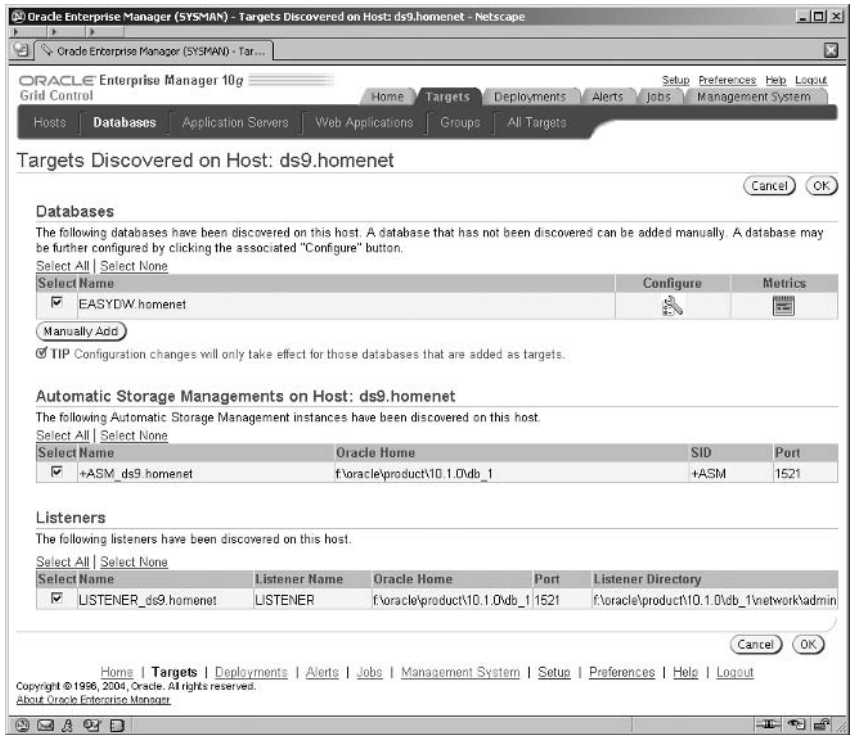 Oracle Enterprise Manager (SYSMAN) - Targets Discovered on Host: ds9.homenet - Netscape
Oracle Enterprise Manager (SYSMAN) - Tar...
ORACLE Enterprise Manager 10g
Grid Control
Setup Preferences Help Logout
Home Targets Deployments Alerts Jobs Management System
Hosts Databases Application Servers Web Applications Groups All Targets
Targets Discovered on Host: ds9.homenet
Cancel OK
Databases
The following databases have been discovered on this host. A database that has not been discovered can be added manually. A database may
be further configured by clicking the associated "Configure" button.
Select All | Select None
Select Name Configure Metrics
EASYDW.homenet
Manually Add
TIP Configuration changes will only take effect for those databases that are added as targets.
Automatic Storage Managements on Host: ds9.homenet
The following Automatic Storage Management instances have been discovered on this host.
Select All | Select None
Select Name Oracle Home SID Port
+ASM_ds9.homenet f:\oracle\product\10.1.0\db_1 +ASM 1521
Listeners
The following listeners have been discovered on this host.
Select All | Select None
Select Name Listener Name Oracle Home Port Listener Directory
LISTENER_ds9.homenet LISTENER f:\oracle\product\10.1.0\db_1 1521 f:\oracle\product\10.1.0\db_1\network\admin
Cancel OK
Home | Targets | Deployments | Alerts | Jobs | Management System | Setup | Preferences | Help | Logout
Copyright © 1996, 2004, Oracle. All rights reserved.
About Oracle Enterprise Manager